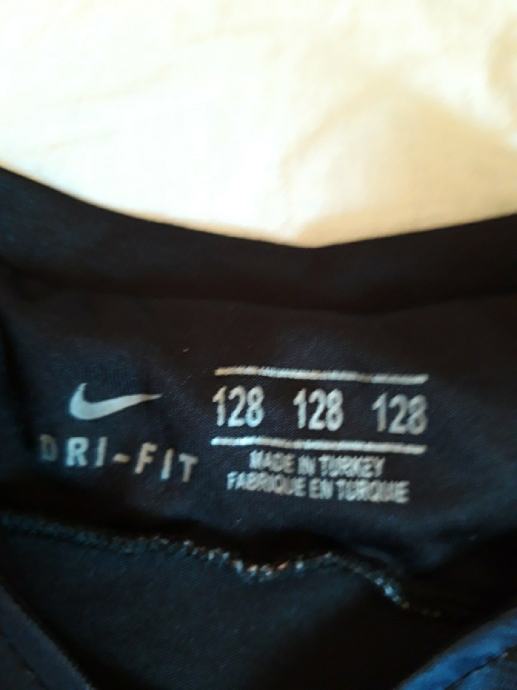 128 128 128
DRI-FIT
MADE IN TURKEY
FABRIQUE EN TURQUIE